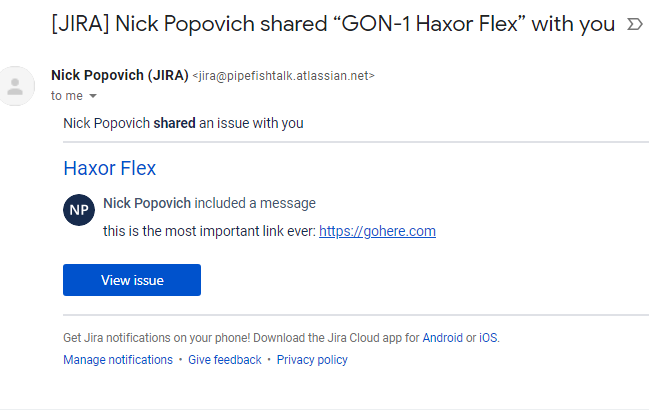 [JIRA] Nick Popovich shared “GON-1 Haxor Flex” with you
Nick Popovich (JIRA) <jira@pipefishtalk.atlassian.net>
to me
Nick Popovich shared an issue with you
Haxor Flex
NP
Nick Popovich included a message
this is the most important link ever: https://gohere.com
View issue
Get Jira notifications on your phone! Download the Jira Cloud app for Android or iOS.
Manage notifications • Give feedback • Privacy policy